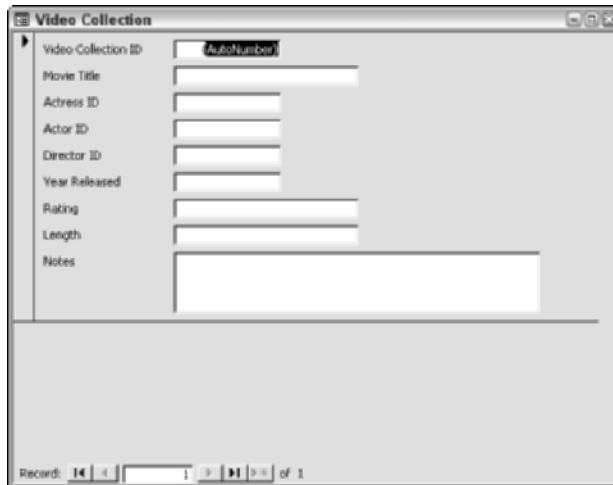 Video Collection
Video Collection ID (AutoNumber)
Movie Title
Actress ID
Actor ID
Director ID
Year Released
Rating
Length
Notes
Record: 1 of 1